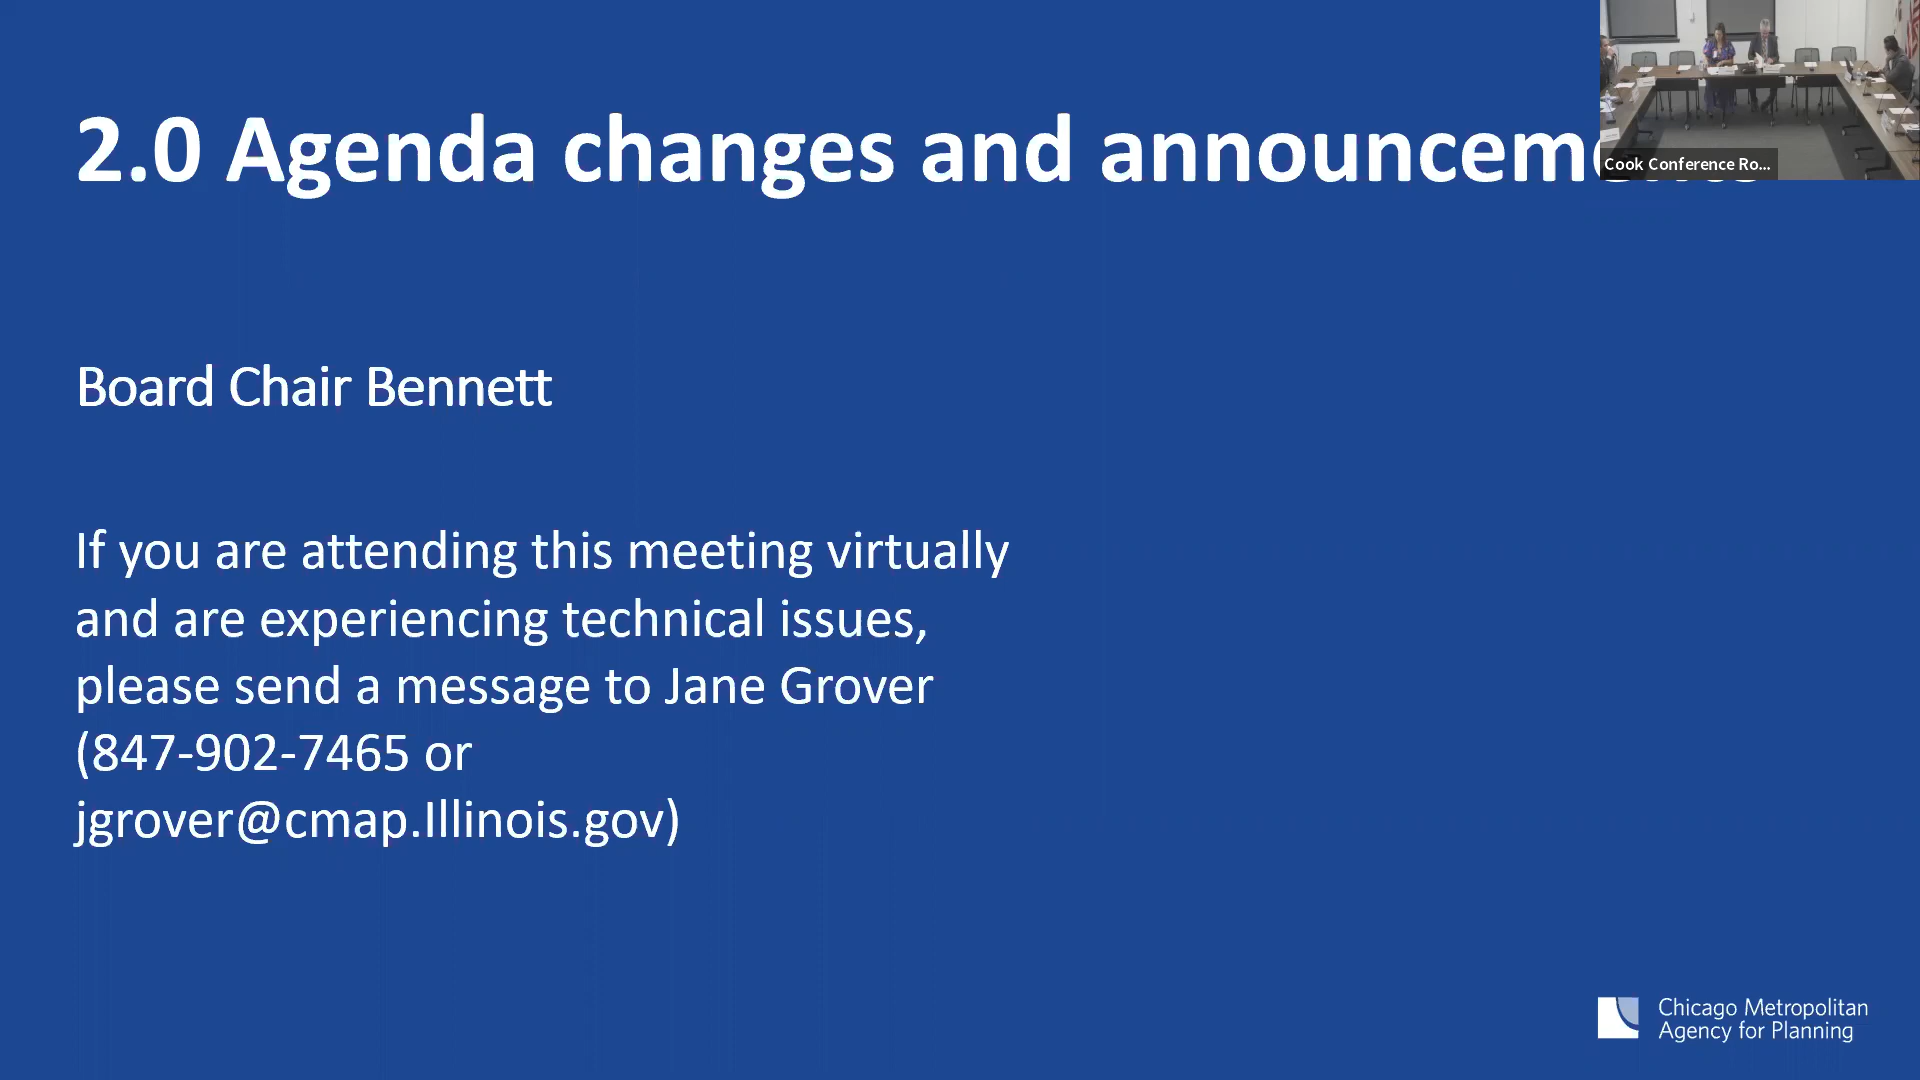 2.0 Agenda changes and announcem
Cook Conference Ro...
Board Chair Bennett
If you are attending this meeting virtually
and are experiencing technical issues,
please send a message to Jane Grover
(847-902-7465 or
jgrover@cmap.Illinois.gov)
Chicago Metropolitan
Agency for Planning